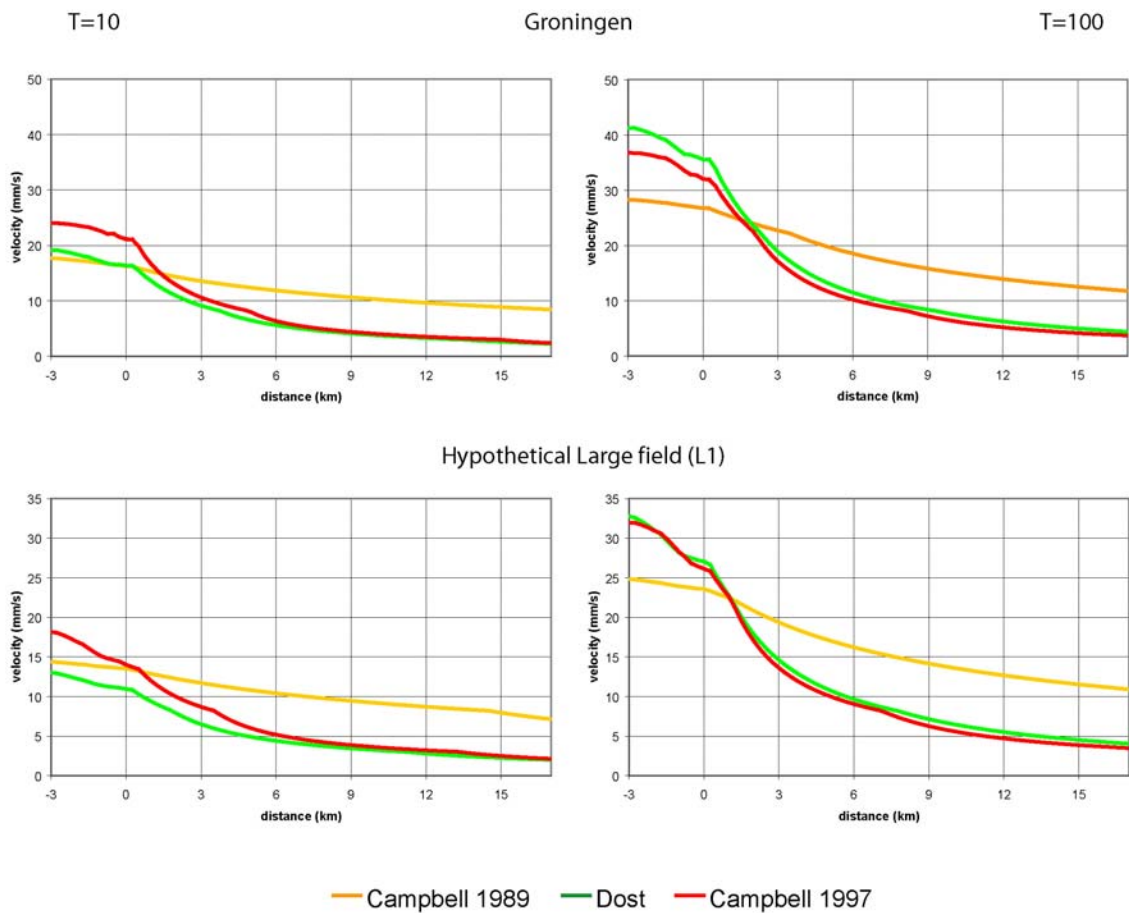 T=10 Groningen T=100
50 50
40 40
30 30
20 20
10 10
0 0
velocity (mm/s) velocity (mm/s)
-3 0 3 6 9 12 15 -3 0 3 6 9 12 15
distance (km) distance (km)
Hypothetical Large field (L1)
35 35
30 30
25 25
20 20
15 15
10 10
5 5
0 0
velocity (mm/s) velocity (mm/s)
-3 0 3 6 9 12 15 -3 0 3 6 9 12 15
distance (km) distance (km)
Campbell 1989 Dost Campbell 1997